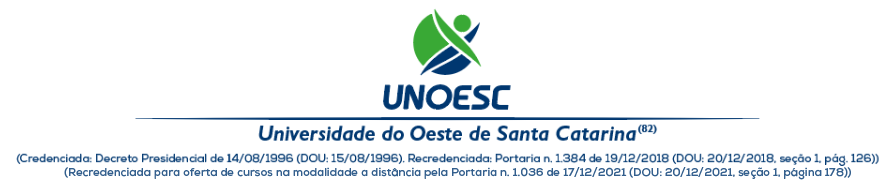 UNOESC
Universidade do Oeste de Santa Catarina(82)
(Credenciada: Decreto Presidencial de 14/08/1996 (DOU: 15/08/1996). Recredenciada: Portaria n. 1.384 de 19/12/2018 (DOU: 20/12/2018, seção 1, pág. 126))
(Recredenciada para oferta de cursos na modalidade a distância pela Portaria n. 1.036 de 17/12/2021 (DOU: 20/12/2021, seção 1, página 178))